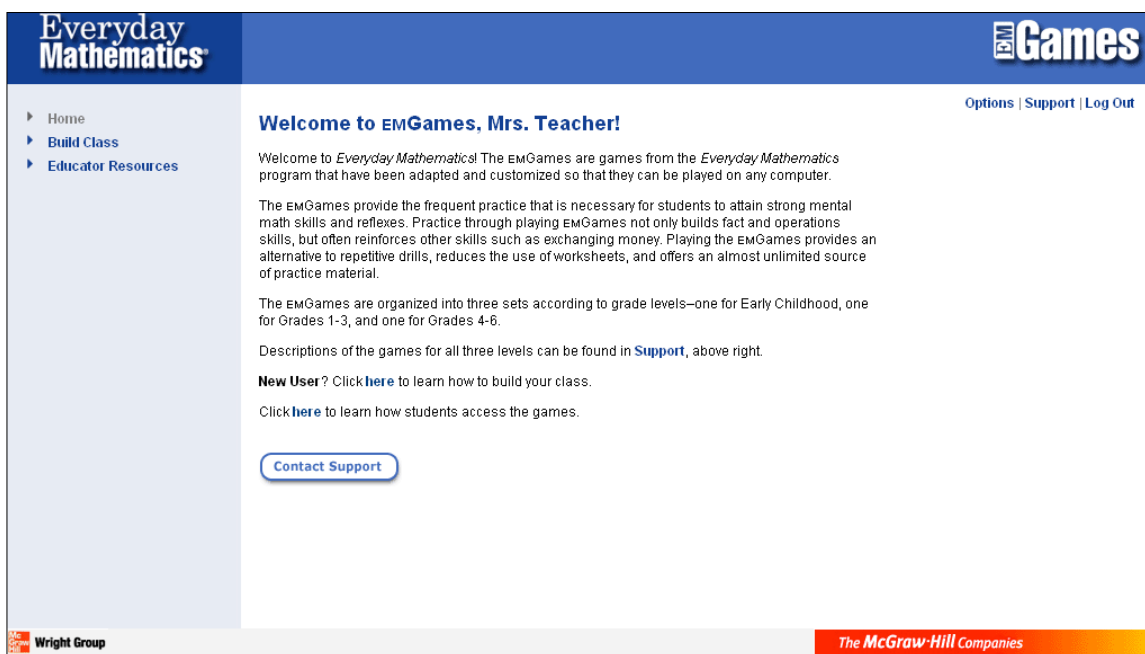 Everyday
Mathematics®
EM Games
Options | Support | Log Out
Home
Build Class
Educator Resources
Welcome to EMGames, Mrs. Teacher!
Welcome to Everyday Mathematics! The EMGames are games from the Everyday Mathematics
program that have been adapted and customized so that they can be played on any computer.
The EMGames provide the frequent practice that is necessary for students to attain strong mental
math skills and reflexes. Practice through playing EMGames not only builds fact and operations
skills, but often reinforces other skills such as exchanging money. Playing the EMGames provides an
alternative to repetitive drills, reduces the use of worksheets, and offers an almost unlimited source
of practice material.
The EMGames are organized into three sets according to grade levels–one for Early Childhood, one
for Grades 1-3, and one for Grades 4-6.
Descriptions of the games for all three levels can be found in Support, above right.
New User? Click here to learn how to build your class.
Click here to learn how students access the games.
Contact Support
Mc
Graw
Hill
Wright Group
The McGraw·Hill Companies